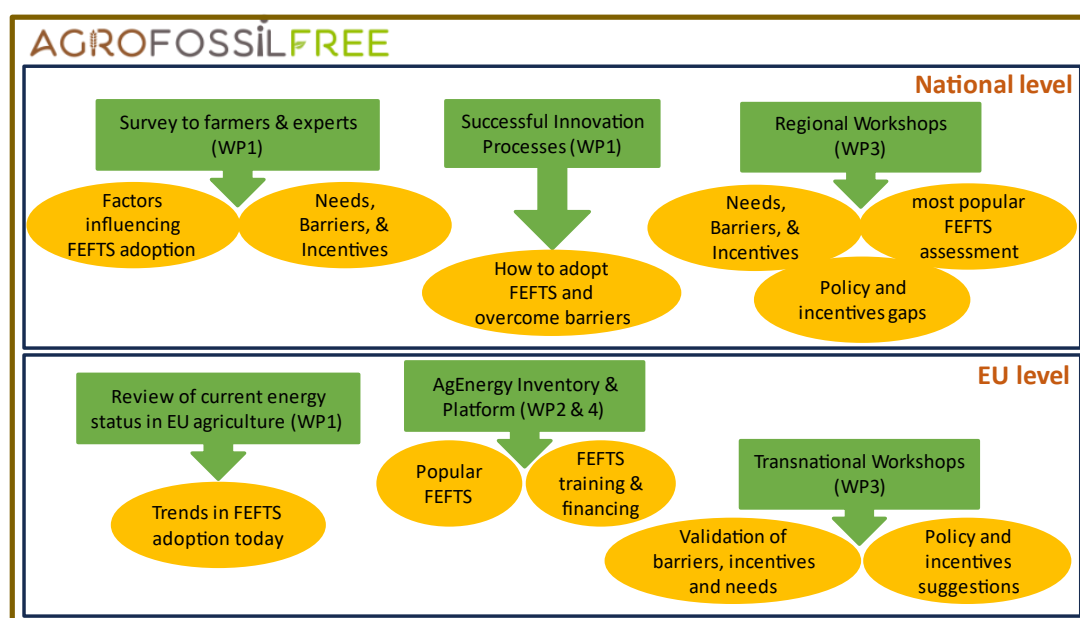 AGROFOSSiLFREE
National level
Survey to farmers & experts
(WP1)
Factors
influencing
FEFTS adoption
Needs,
Barriers, &
Incentives
Successful Innovation
Processes (WP1)
How to adopt
FEFTS and
overcome barriers
Regional Workshops
(WP3)
Needs,
Barriers, &
Incentives
most popular
FEFTS
assessment
Policy and
incentives gaps
EU level
Review of current energy
status in EU agriculture (WP1)
Trends in FEFTS
adoption today
AgEnergy Inventory &
Platform (WP2 & 4)
Popular
FEFTS
FEFTS
training &
financing
Transnational Workshops
(WP3)
Validation of
barriers, incentives
and needs
Policy and
incentives
suggestions